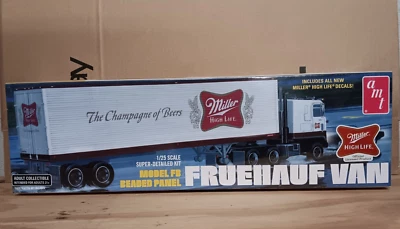 ey
INCLUDES ALL NEW
MILLER HIGH LIFE DECALS!
amt
The Champagne of Beers
Miller
HIGH LIFE
1/25 SCALE
SUPER-DETAILED KIT
Miller
HIGH LIFE
MODEL FB
BEADED PANEL
FRUEHAUF VAN
ADULT COLLECTIBLE